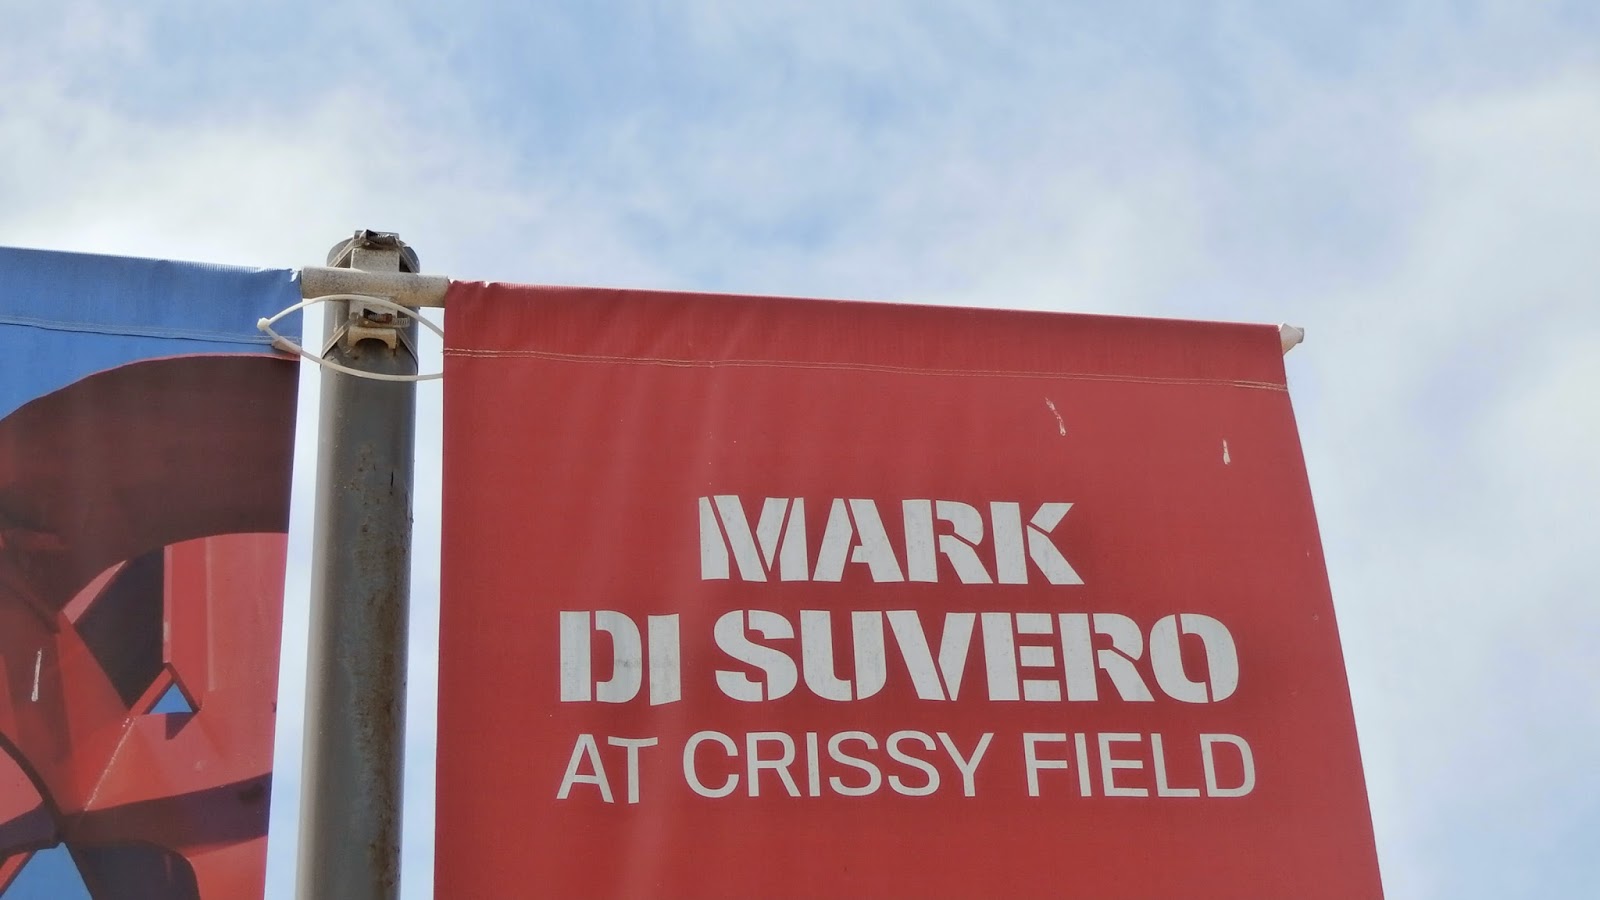 MARK
DI SUVERO
AT CRISSY FIELD